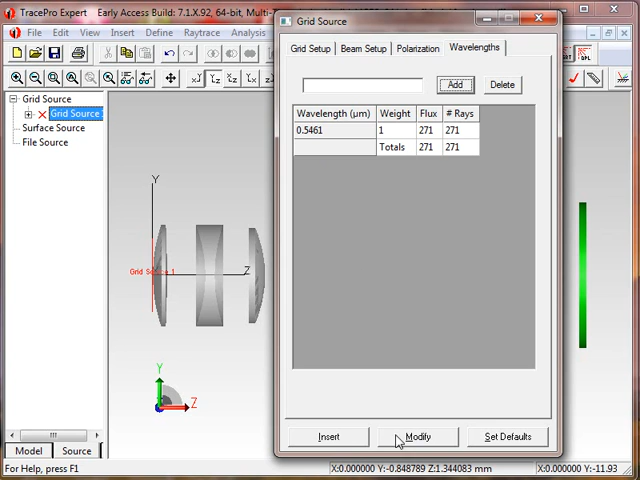 TracePro Expert Early Access Build: 7.1.X.92, 64-bit, Multi-T
File Edit View Insert Define Raytrace Analysis
Grid Source
Grid Source
Surface Source
File Source
Model Source
Y
Z
Grid Source 1
Y
Z
Grid Source
Grid Setup Beam Setup Polarization Wavelengths
Add Delete
Wavelength (µm) Weight Flux # Rays
0.5461 1 271 271
Totals 271 271
Insert Modify Set Defaults
For Help, press F1 X:0.000000 Y:-0.848789 Z:1.344083 mm X:0.000000 Y:-11.93